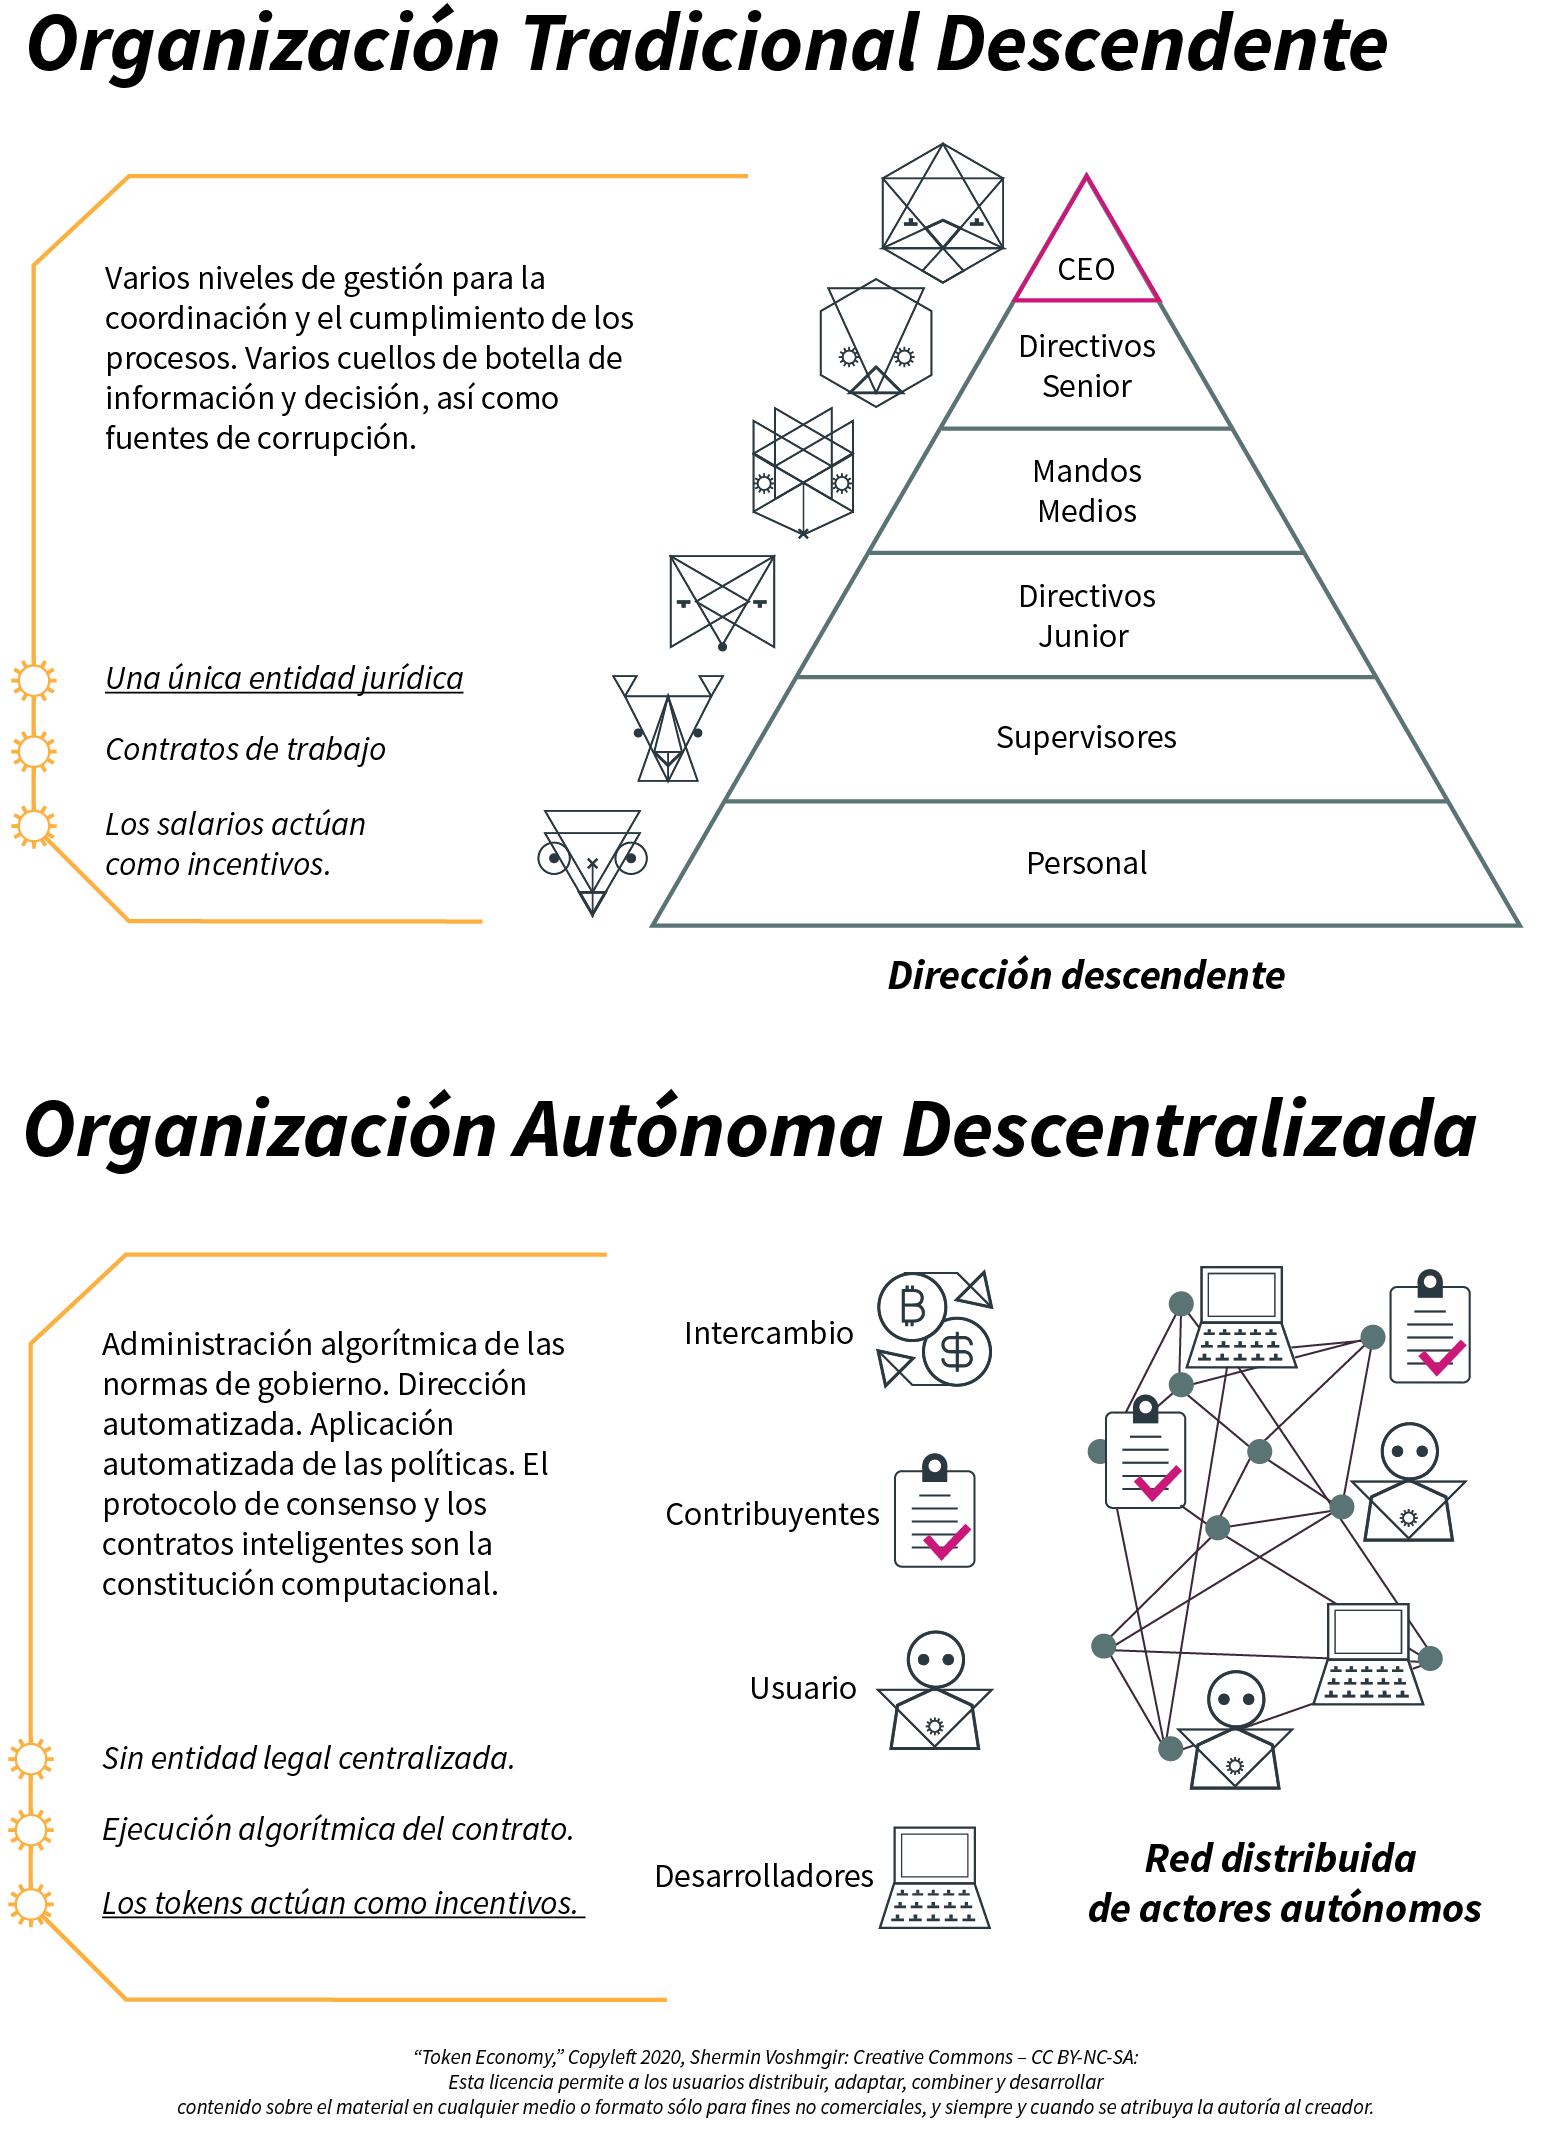 Organización Tradicional Descendente
Varios niveles de gestión para la
coordinación y el cumplimiento de los
procesos. Varios cuellos de botella de
información y decisión, así como
fuentes de corrupción.
Una única entidad jurídica
Contratos de trabajo
Los salarios actúan
como incentivos.
CEO
Directivos
Senior
Mandos
Medios
Directivos
Junior
Supervisores
Personal
Dirección descendente
Organización Autónoma Descentralizada
Administración algorítmica de las
normas de gobierno. Dirección
automatizada. Aplicación
automatizada de las políticas. El
protocolo de consenso y los
contratos inteligentes son la
constitución computacional.
Sin entidad legal centralizada.
Ejecución algorítmica del contrato.
Los tokens actúan como incentivos.
Intercambio
Contribuyentes
Usuario
Desarrolladores
Red distribuida
de actores autónomos
“Token Economy,” Copyleft 2020, Shermin Voshmgir: Creative Commons – CC BY-NC-SA:
Esta licencia permite a los usuarios distribuir, adaptar, combiner y desarrollar
contenido sobre el material en cualquier medio o formato sólo para fines no comerciales, y siempre y cuando se atribuya la autoría al creador.